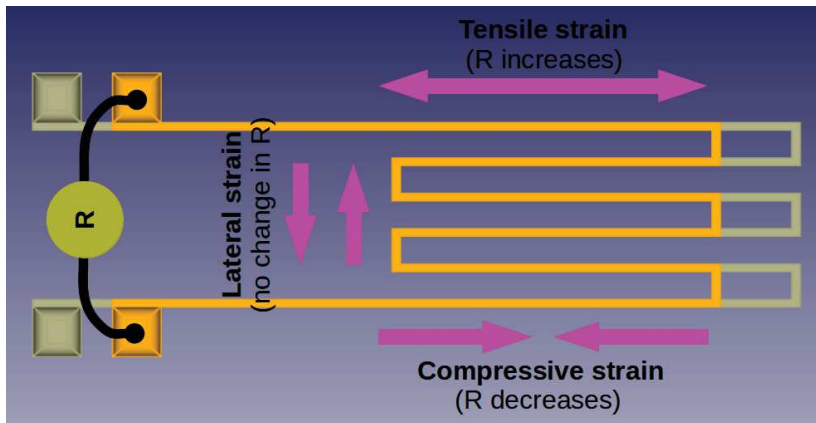 Tensile strain
(R increases)
Lateral strain
(no change in R)
R
Compressive strain
(R decreases)